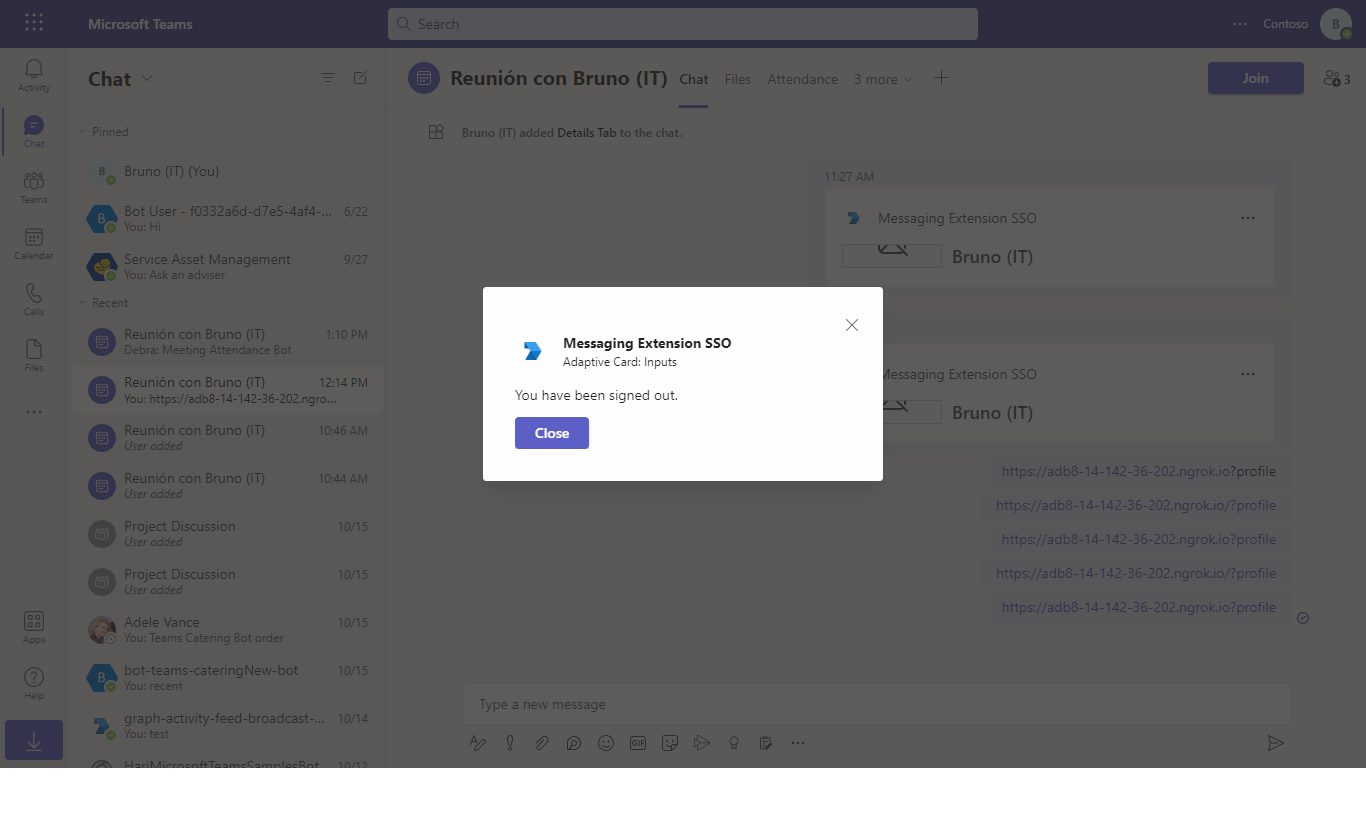 Microsoft Teams
Search
Contoso
B
Activity
Chat
Teams
Calendar
Calls
Files
Apps
Help
Chat
Pinned
B
Bruno (IT) (You)
B
Bot User - f0332a6d-d7e5-4af4-...
6/22
You: Hi
Service Asset Management
9/27
You: Ask an adviser
Recent
Reunión con Bruno (IT)
1:10 PM
Debra: Meeting Attendance Bot
Reunión con Bruno (IT)
12:14 PM
You: https://adb8-14-142-36-202.ngro...
Reunión con Bruno (IT)
10:46 AM
User added
Reunión con Bruno (IT)
10:44 AM
User added
Project Discussion
10/15
User added
Project Discussion
10/15
User added
Adele Vance
10/15
You: Teams Catering Bot order
B
bot-teams-cateringNew-bot
10/15
You: recent
graph-activity-feed-broadcast-...
10/14
You: test
HariMicrosoftTeamsSamplesBot
10/12
Reunión con Bruno (IT)
Chat
Files
Attendance
3 more
Join
3
Bruno (IT) added Details Tab to the chat.
11:27 AM
Messaging Extension SSO
Bruno (IT)
Messaging Extension SSO
Bruno (IT)
https://adb8-14-142-36-202.ngrok.io?profile
https://adb8-14-142-36-202.ngrok.io/?profile
https://adb8-14-142-36-202.ngrok.io?profile
https://adb8-14-142-36-202.ngrok.io/?profile
https://adb8-14-142-36-202.ngrok.io?profile
Type a new message
GIF
Messaging Extension SSO
Adaptive Card: Inputs
You have been signed out.
Close